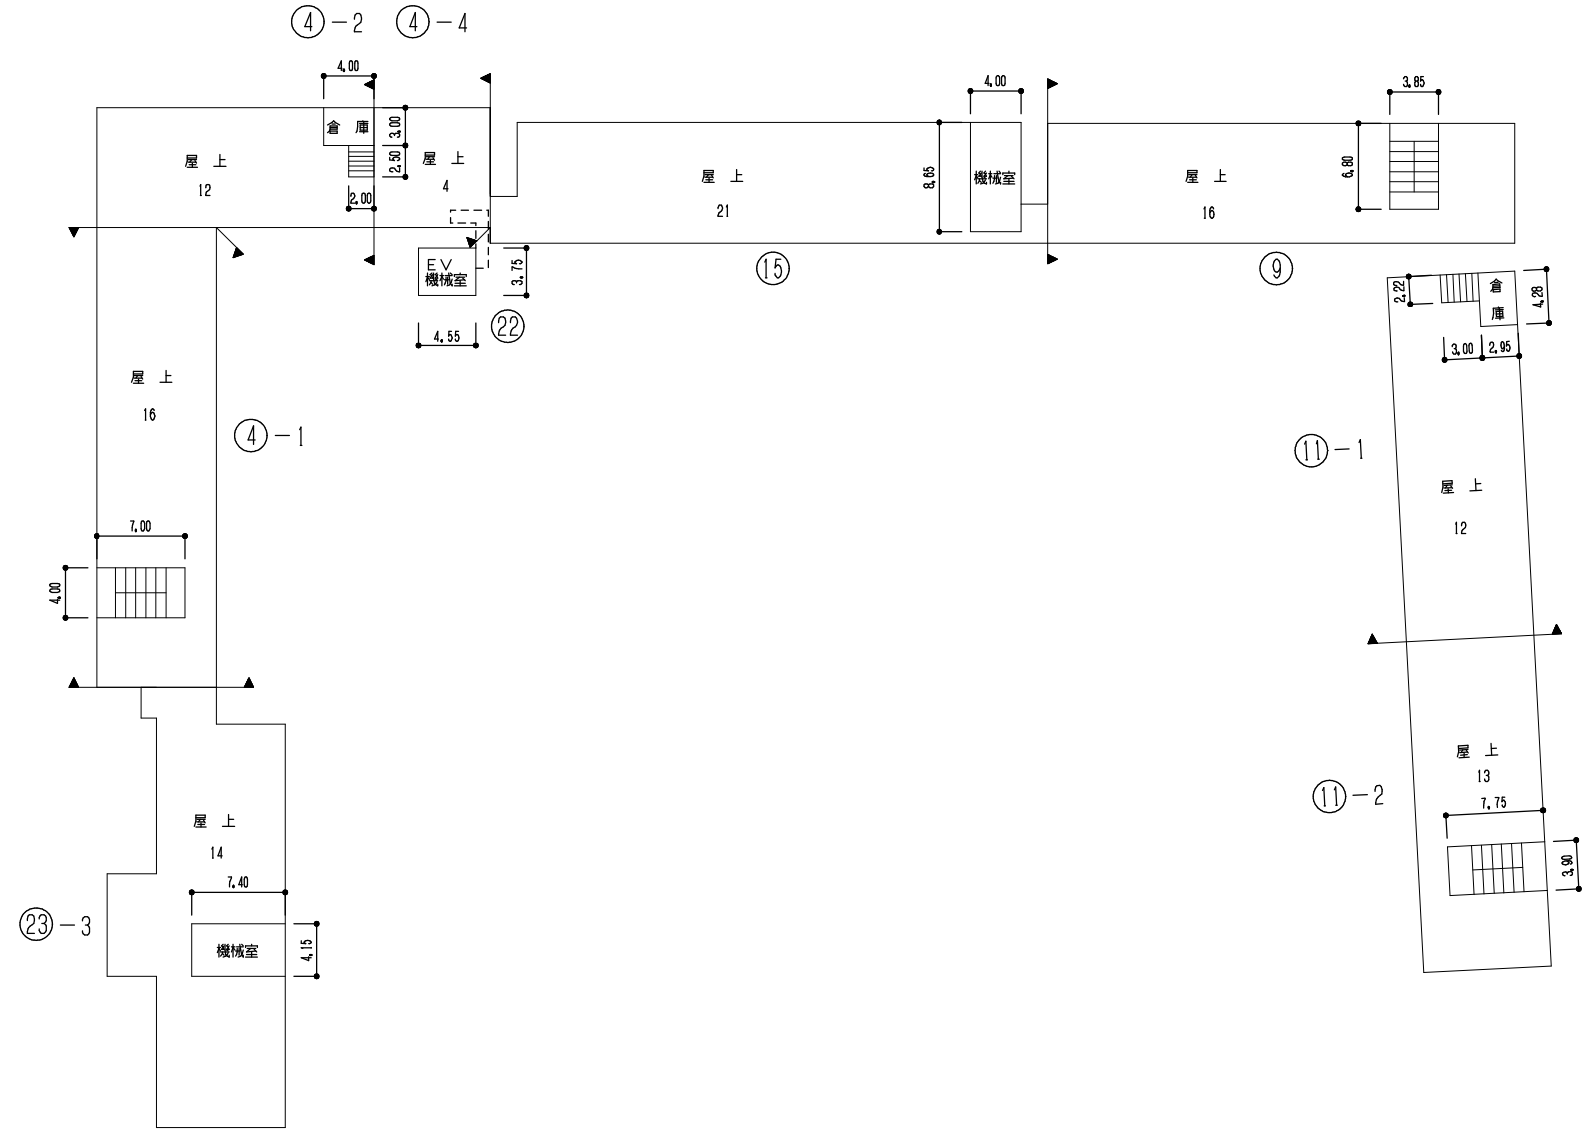 ④－2 ④－4
4.00
倉 庫
3.00
屋 上
12
2.50
2.00
屋 上
4
EV
機械室
3.75
4.55
㉒
屋 上
21
8.65
4.00
機械室
⑮
屋 上
16
6.80
3.85
⑨
2.22
倉
庫
4.28
3.00 2.95
⑪－1
屋 上
12
屋 上
16
④－1
7.00
4.00
屋 上
14
7.40
機械室
4.15
㉓－3
屋 上
13
⑪－2
7.75
3.90